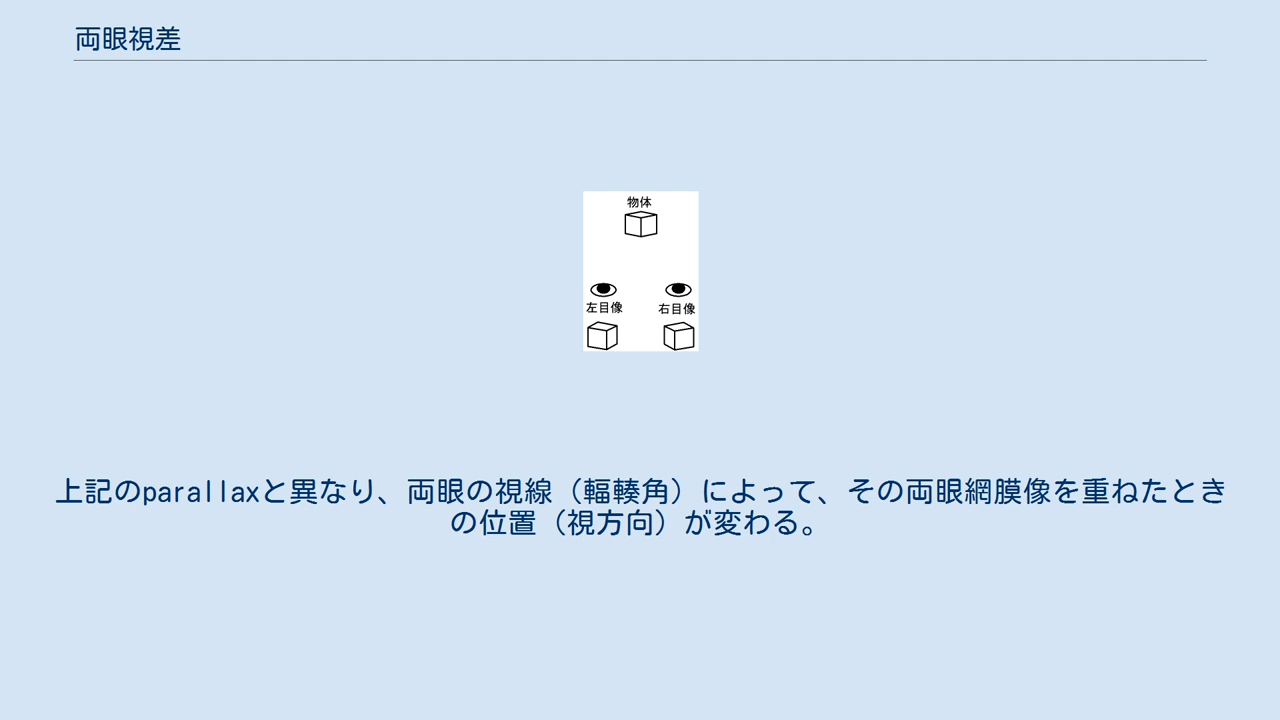 両眼視差
物体
左目像
右目像
上記のparallaxと異なり、両眼の視線（輻輳角）によって、その両眼網膜像を重ねたとき
の位置（視方向）が変わる。